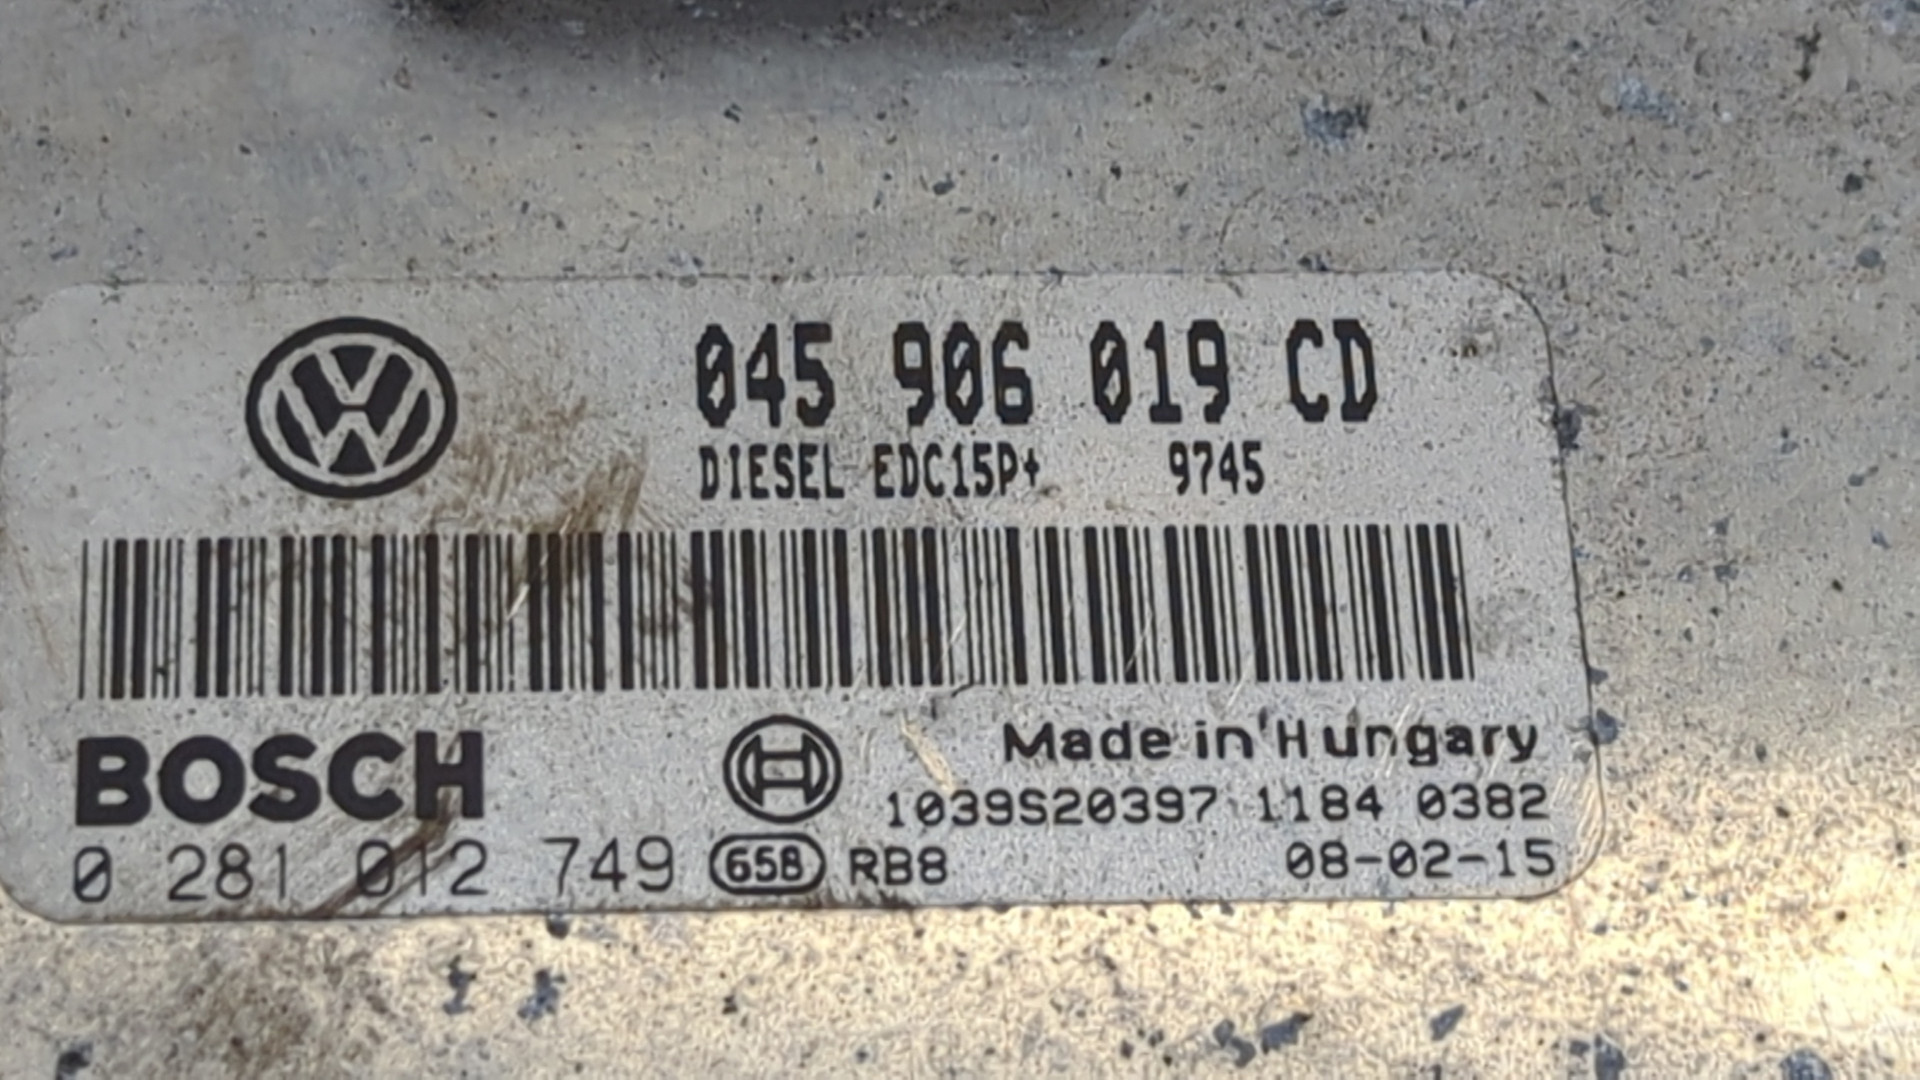 045 906 019 CD
DIESEL EDC15P+ 9745
BOSCH
Made in Hungary
1039S20397 1184 0382
0 281 012 749 65B RB8 08-02-15